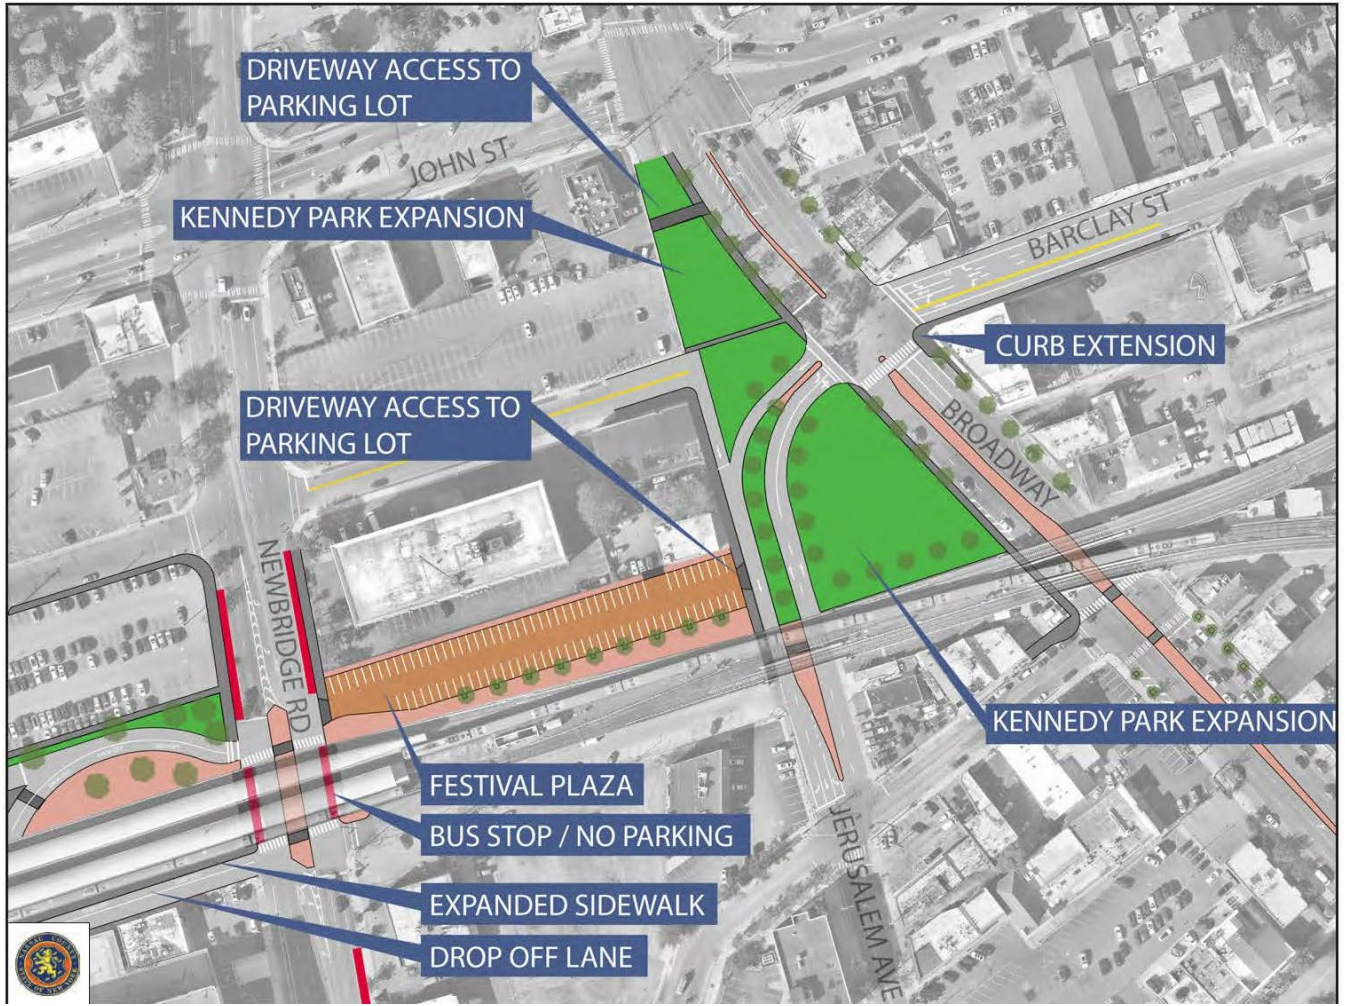 DRIVEWAY ACCESS TO
PARKING LOT
JOHN ST
KENNEDY PARK EXPANSION
BARCLAY ST
CURB EXTENSION
DRIVEWAY ACCESS TO
PARKING LOT
BROADWAY
NEWBRIDGE RD
KENNEDY PARK EXPANSION
FESTIVAL PLAZA
BUS STOP / NO PARKING
JERUSALEM AVE
EXPANDED SIDEWALK
DROP OFF LANE